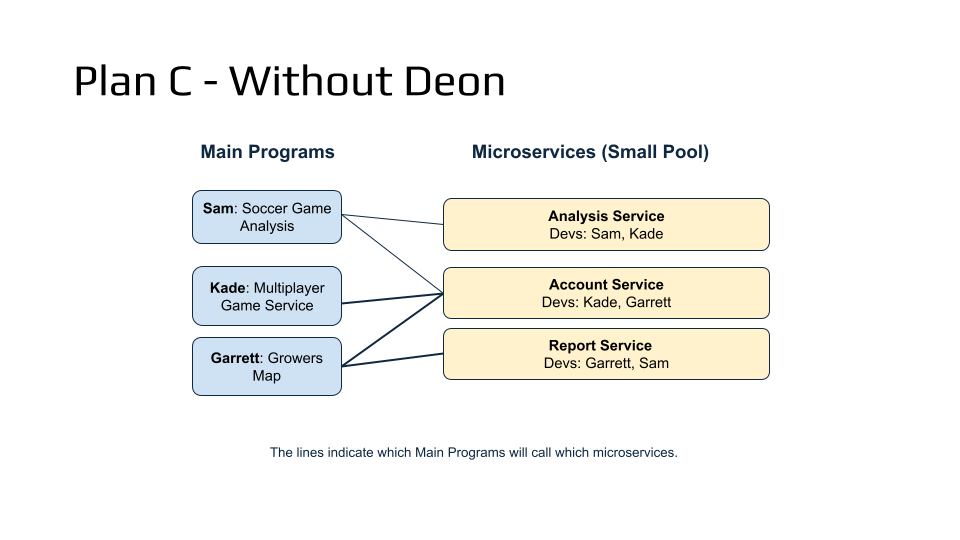 Plan C - Without Deon
Main Programs
Microservices (Small Pool)
Sam: Soccer Game
Analysis
Analysis Service
Devs: Sam, Kade
Kade: Multiplayer
Game Service
Account Service
Devs: Kade, Garrett
Garrett: Growers
Map
Report Service
Devs: Garrett, Sam
The lines indicate which Main Programs will call which microservices.